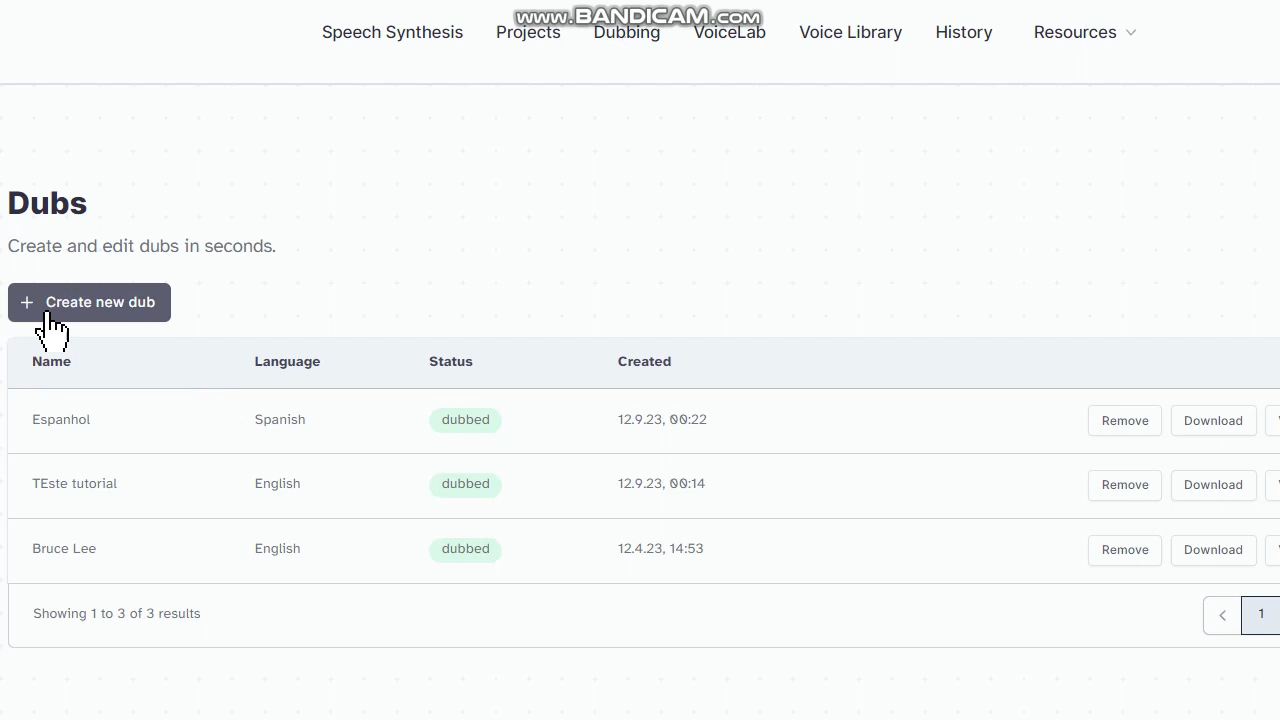 www.BANDICAM.com
Speech Synthesis Projects Dubbing VoiceLab Voice Library History Resources
Dubs
Create and edit dubs in seconds.
+ Create new dub
Name Language Status Created
Espanhol Spanish dubbed 12.9.23, 00:22 Remove Download
TEste tutorial English dubbed 12.9.23, 00:14 Remove Download
Bruce Lee English dubbed 12.4.23, 14:53 Remove Download
Showing 1 to 3 of 3 results 1